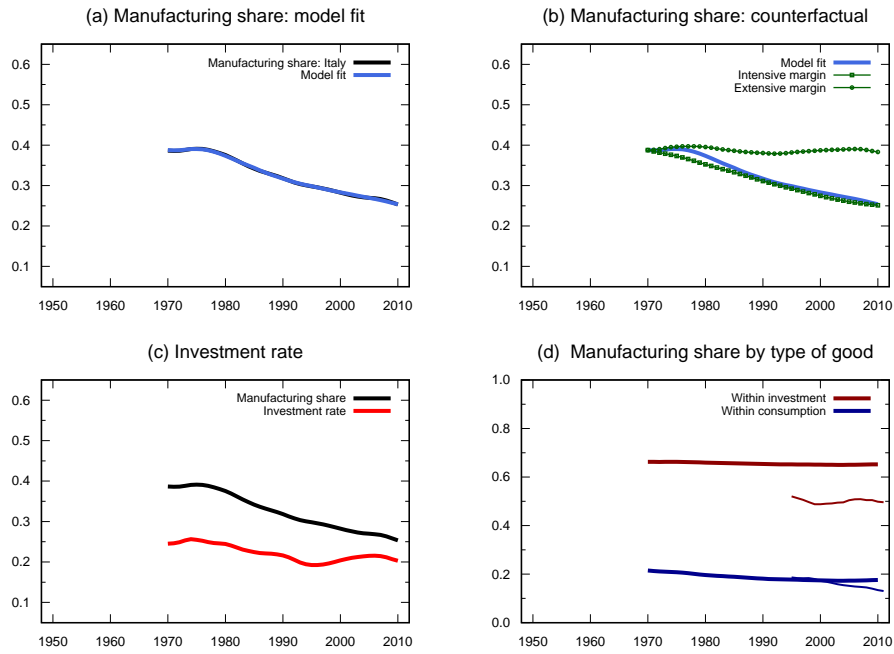 (a) Manufacturing share: model fit
0.6
0.5
0.4
0.3
0.2
0.1
1950 1960 1970 1980 1990 2000 2010
Manufacturing share: Italy
Model fit
(b) Manufacturing share: counterfactual
0.6
0.5
0.4
0.3
0.2
0.1
1950 1960 1970 1980 1990 2000 2010
Model fit
Intensive margin
Extensive margin
(c) Investment rate
0.6
0.5
0.4
0.3
0.2
0.1
1950 1960 1970 1980 1990 2000 2010
Manufacturing share
Investment rate
(d) Manufacturing share by type of good
1.0
0.8
0.6
0.4
0.2
0.0
1950 1960 1970 1980 1990 2000 2010
Within investment
Within consumption